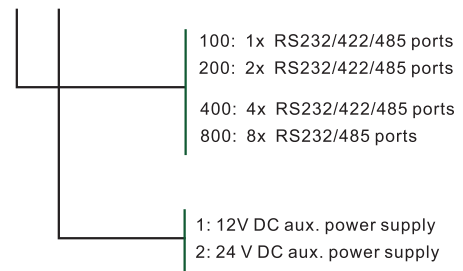 100: 1x RS232/422/485 ports
200: 2x RS232/422/485 ports
400: 4x RS232/422/485 ports
800: 8x RS232/485 ports
1: 12V DC aux. power supply
2: 24 V DC aux. power supply